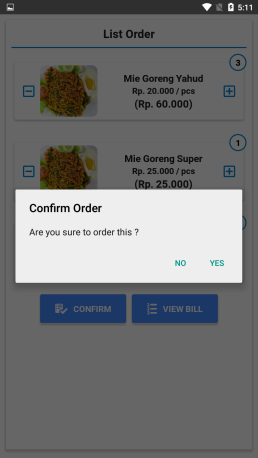 5:11
List Order
3
Mie Goreng Yahud
Rp. 20.000 / pcs
(Rp. 60.000)
1
Mie Goreng Super
Rp. 25.000 / pcs
(Rp. 25.000)
Confirm Order
Are you sure to order this ?
NO
YES
CONFIRM
VIEW BILL